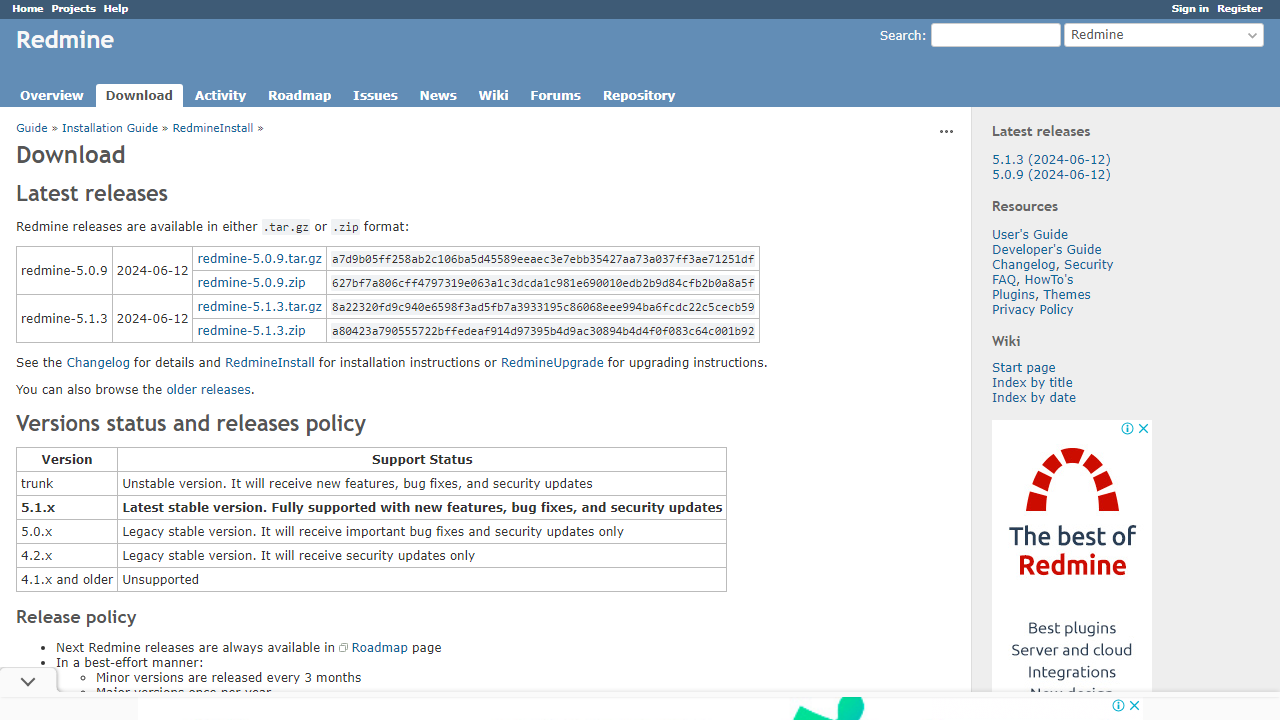 Home Projects Help Sign in Register
Redmine
Search: Redmine
Overview Download Activity Roadmap Issues News Wiki Forums Repository
Guide » Installation Guide » RedmineInstall »
Download
Latest releases
Redmine releases are available in either .tar.gz or .zip format:
redmine-5.0.9 2024-06-12 redmine-5.0.9.tar.gz a7d9b05ff258ab2c106ba5d45589eeaec3e7ebb35427aa73a037ff3ae71251df
redmine-5.0.9.zip 627bf7a806cff4797319e063a1c3dcda1c981e690010edb2b9d84cfb2b0a8a5f
redmine-5.1.3 2024-06-12 redmine-5.1.3.tar.gz 8a22320fd9c940e6598f3ad5fb7a3933195c86068eee994ba6fcdc22c5cecb59
redmine-5.1.3.zip a80423a790555722bffedeaf914d97395b4d9ac30894b4d4f0f083c64c001b92
See the Changelog for details and RedmineInstall for installation instructions or RedmineUpgrade for upgrading instructions.
You can also browse the older releases.
Versions status and releases policy
Version Support Status
trunk Unstable version. It will receive new features, bug fixes, and security updates
5.1.x Latest stable version. Fully supported with new features, bug fixes, and security updates
5.0.x Legacy stable version. It will receive important bug fixes and security updates only
4.2.x Legacy stable version. It will receive security updates only
4.1.x and older Unsupported
Release policy
Next Redmine releases are always available in Roadmap page
In a best-effort manner:
Minor versions are released every 3 months
Major versions once per year
Latest releases
5.1.3 (2024-06-12)
5.0.9 (2024-06-12)
Resources
User's Guide
Developer's Guide
Changelog, Security
FAQ, HowTo's
Plugins, Themes
Privacy Policy
Wiki
Start page
Index by title
Index by date
The best of
Redmine
Best plugins
Server and cloud
Integrations
New design